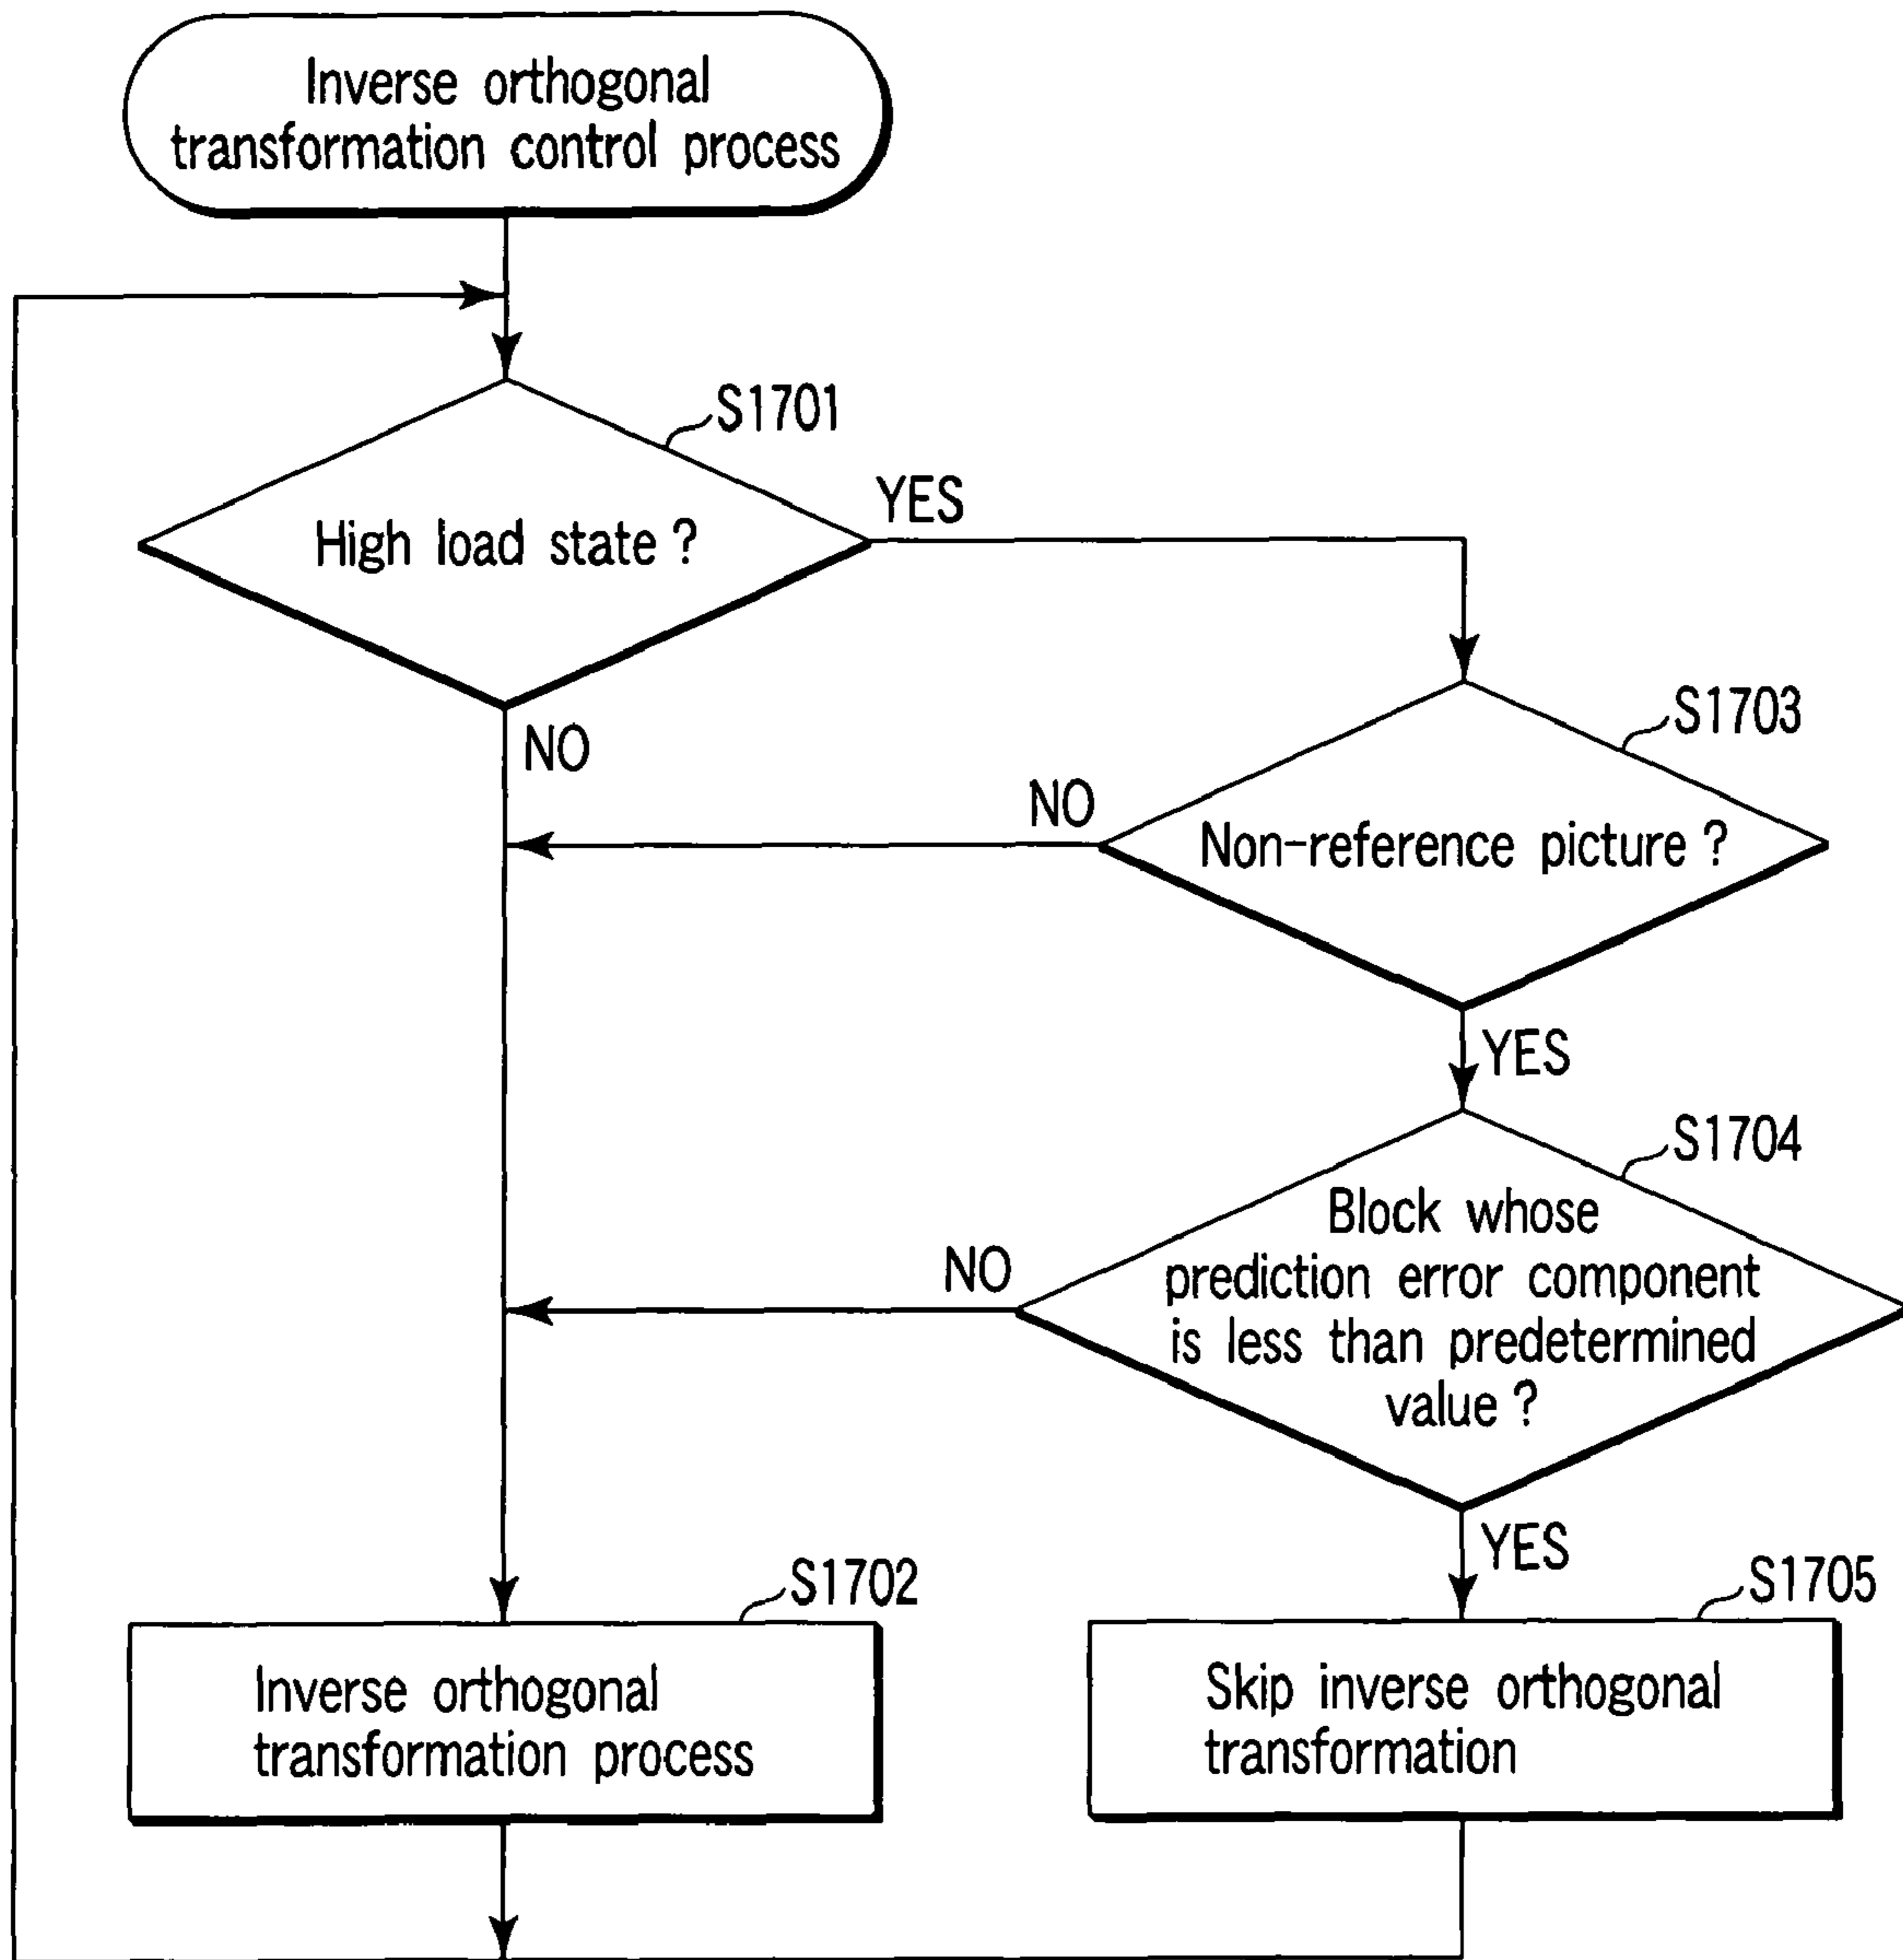 Inverse orthogonal
transformation control process
S1701
High load state ?
YES
NO
S1703
NO
Non-reference picture ?
YES
S1704
Block whose
prediction error component
is less than predetermined
value ?
NO
YES
S1702
Inverse orthogonal
transformation process
S1705
Skip inverse orthogonal
transformation